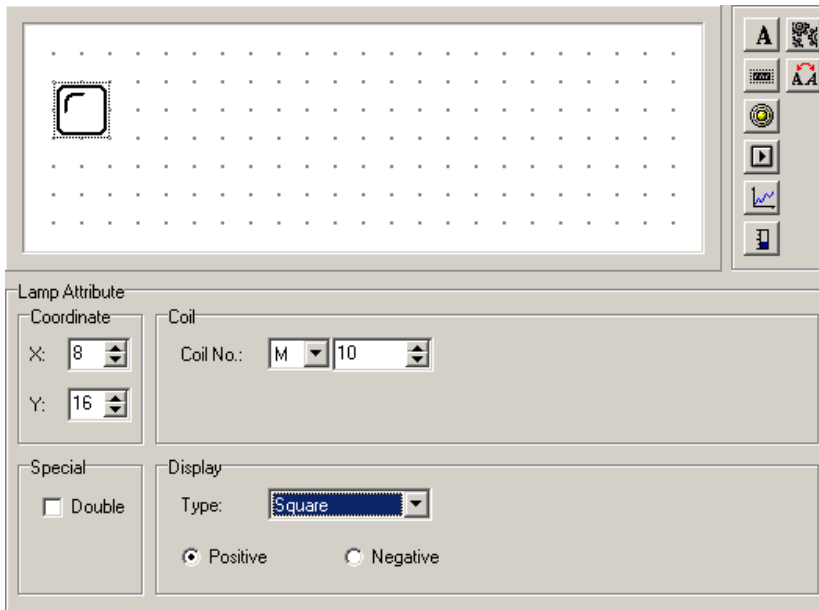 A
A A
Lamp Attribute
Coordinate
X: 8
Y: 16
Coil
Coil No.: M 10
Special
Double
Display
Type: Square
Positive Negative